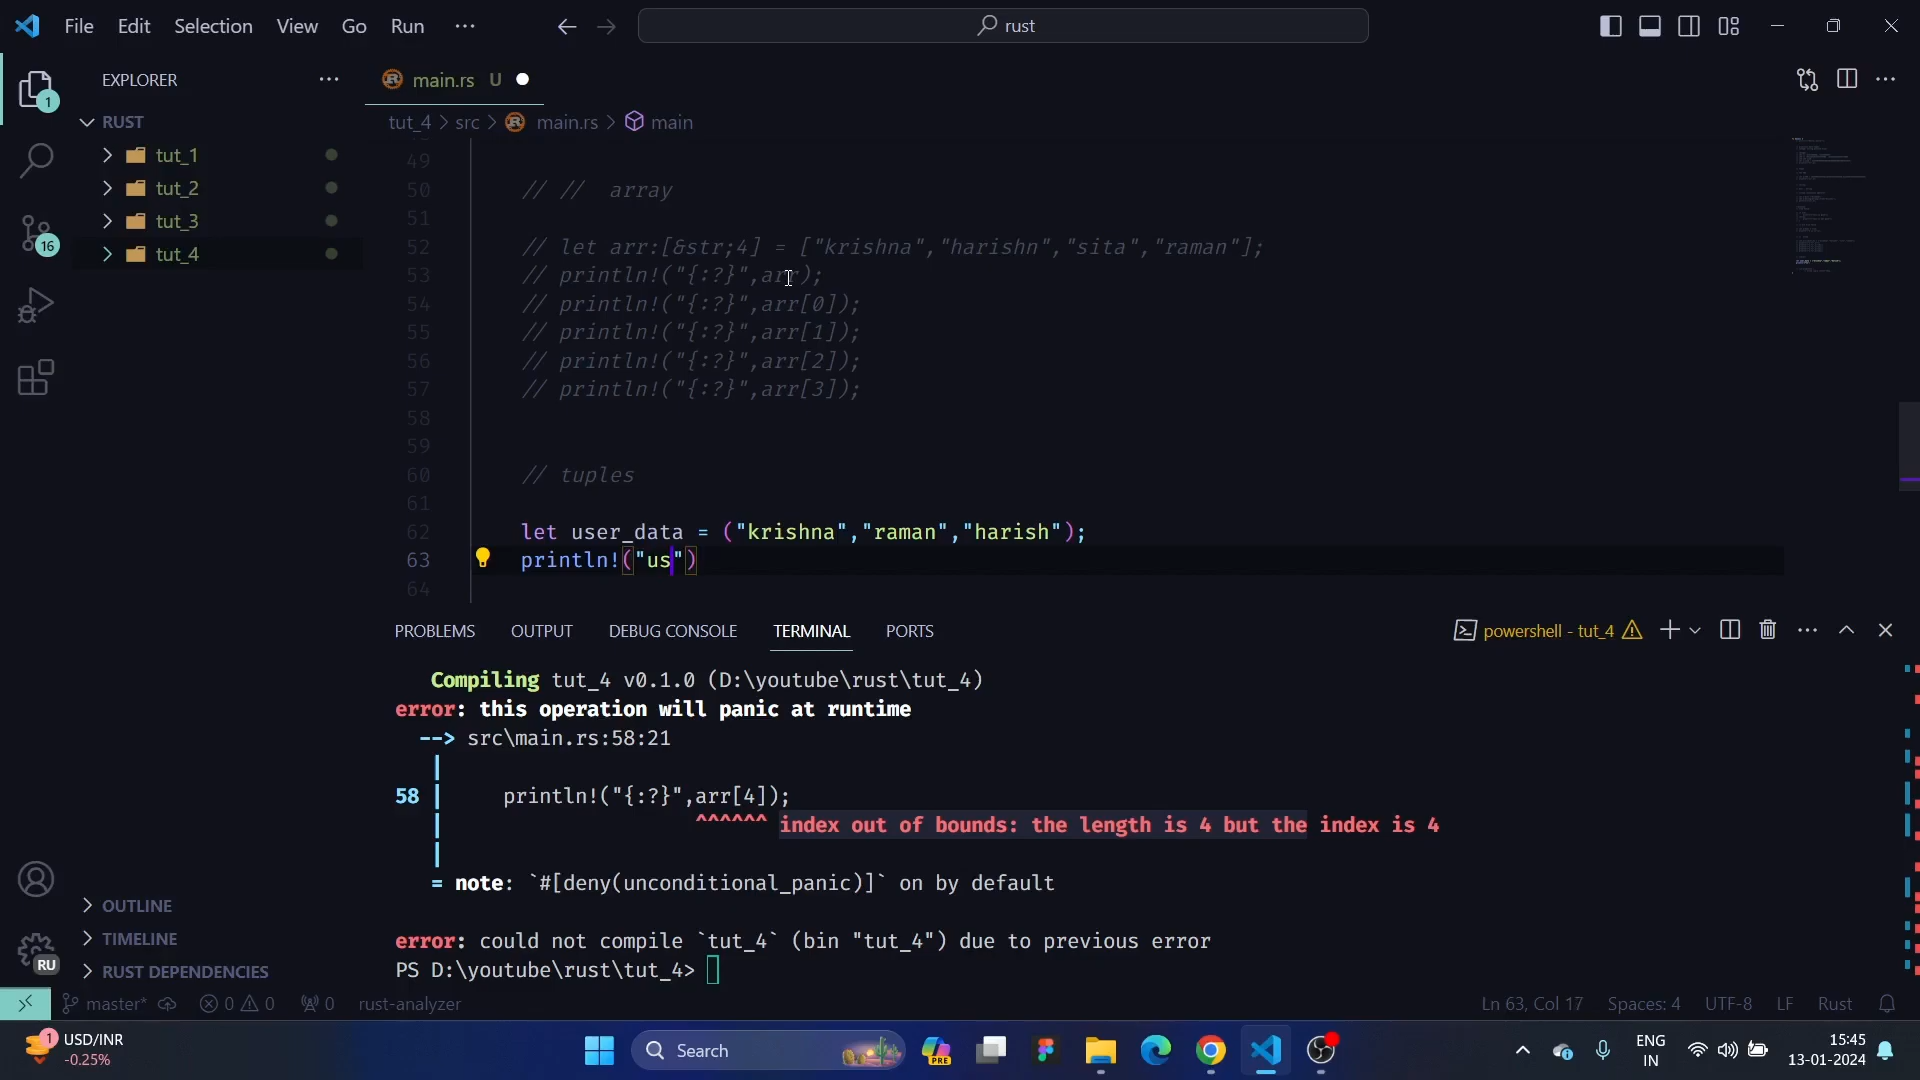 File Edit Selection View Go Run ··· rust
EXPLORER ···
1
RUST
tut_1
tut_2
tut_3
tut_4
16
main.rs U
tut_4 > src > main.rs > main
49
50 // //  array
51
52 // let arr:[&str;4] = ["krishna","harishn","sita","raman"];
53 // println!("{:?}",arr);
54 // println!("{:?}",arr[0]);
55 // println!("{:?}",arr[1]);
56 // println!("{:?}",arr[2]);
57 // println!("{:?}",arr[3]);
58
59
60 // tuples
61
62 let user_data = ("krishna","raman","harish");
63 println!("us")
64
PROBLEMS OUTPUT DEBUG CONSOLE TERMINAL PORTS powershell - tut_4
Compiling tut_4 v0.1.0 (D:\youtube\rust\tut_4)
error: this operation will panic at runtime
--> src\main.rs:58:21
|
58 | println!("{:?}",arr[4]);
| ^^^^^^ index out of bounds: the length is 4 but the index is 4
|
= note: `#[deny(unconditional_panic)]` on by default
error: could not compile `tut_4` (bin "tut_4") due to previous error
PS D:\youtube\rust\tut_4>
OUTLINE
TIMELINE
RUST DEPENDENCIES
RU
master* 0 0 0 rust-analyzer Ln 63, Col 17 Spaces: 4 UTF-8 LF Rust
1 USD/INR
-0.25%
Search
PRE
ENG
IN
15:45
13-01-2024